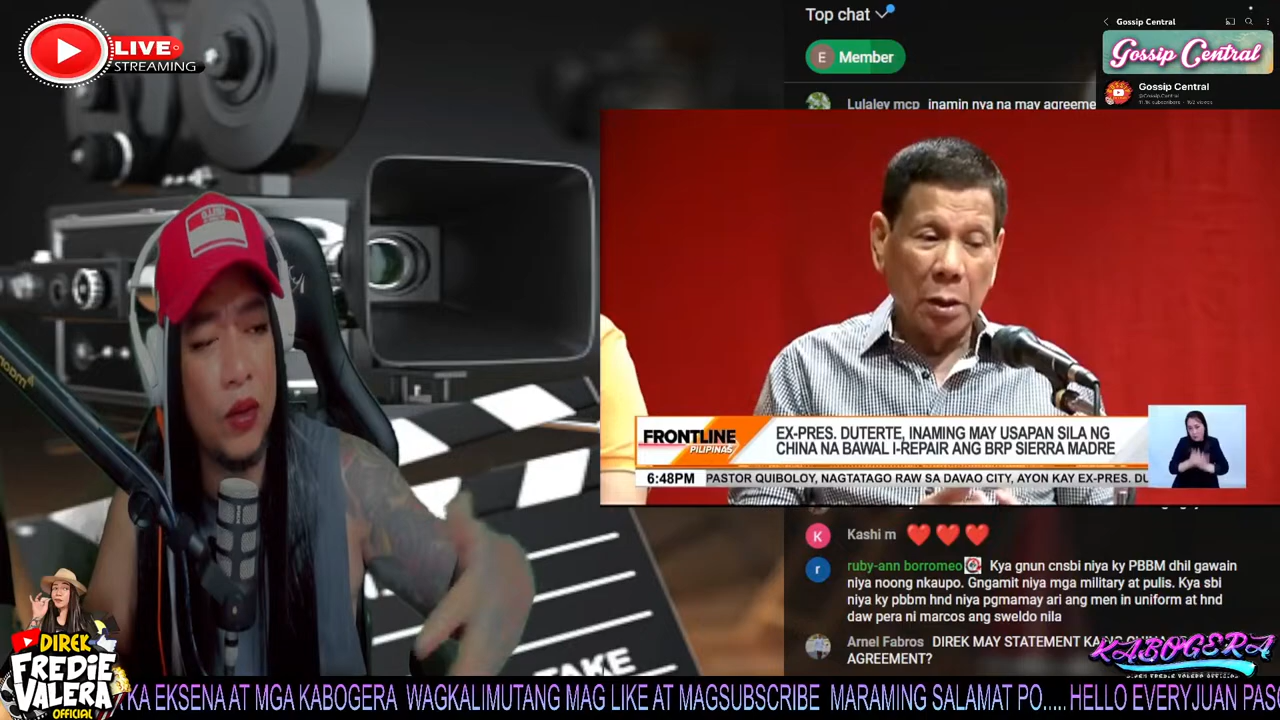 LIVE
STREAMING
Top chat
Gossip Central
Gossip Central
E Member
Gossip Central
Lulaley mcp inamin nya na may agreeme
FRONTLINE
PILIPINAS
EX-PRES. DUTERTE, INAMING MAY USAPAN SILA NG
CHINA NA BAWAL I-REPAIR ANG BRP SIERRA MADRE
6:48PM PASTOR QUIBOLOY, NAGTATAGO RAW SA DAVAO CITY, AYON KAY EX-PRES. DU
K Kashi m ❤❤❤
r ruby-ann borromeo Kya gnun cnsbi niya ky PBBM dhil gawain
niya noong nkaupo. Gngamit niya mga military at pulis. Kya sbi
niya ky pbbm hnd niya pgmamay ari ang men in uniform at hnd
daw pera ni marcos ang sweldo nila
Arnel Fabros DIREK MAY STATEMENT KA
AGREEMENT?
KABOGERA
TAKE
DIREK
FREDIE
VALERA
OFFICIAL
KA EKSENA AT MGA KABOGERA WAGKALIMUTANG MAG LIKE AT MAGSUBSCRIBE MARAMING SALAMAT PO..... HELLO EVERYJUAN PASO